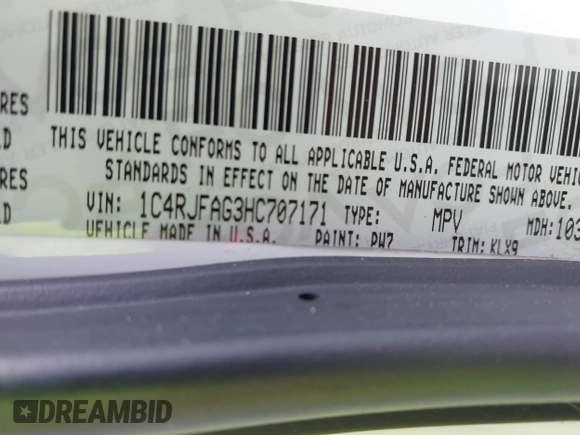 RES
THIS VEHICLE CONFORMS TO ALL APPLICABLE U.S.A. FEDERAL MOTOR VEHIC
STANDARDS IN EFFECT ON THE DATE OF MANUFACTURE SHOWN ABOVE.
RES
VIN: 1C4RJFAG3HC707171 TYPE: MPV MDH: 103
VEHICLE MADE IN U.S.A. PAINT: PW7 TRIM: KLX9
DREAMBID